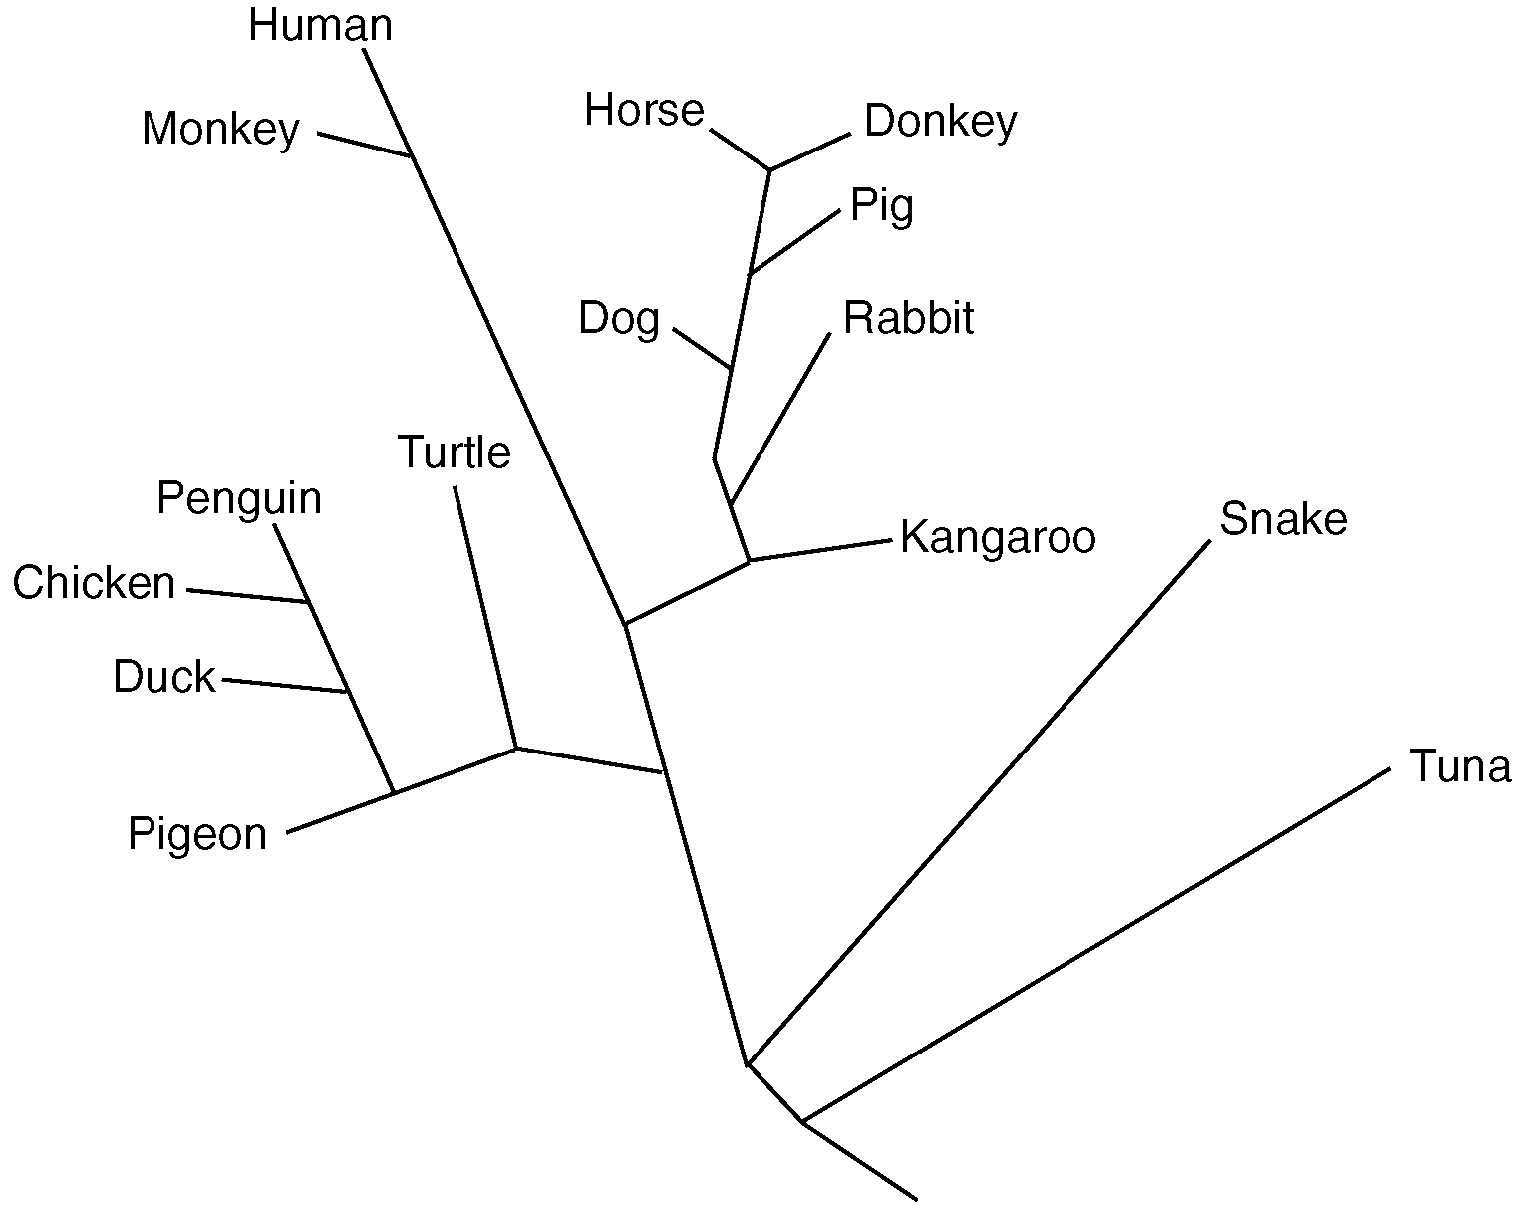 Human
Monkey
Horse
Donkey
Pig
Dog
Rabbit
Turtle
Penguin
Chicken
Duck
Pigeon
Kangaroo
Snake
Tuna